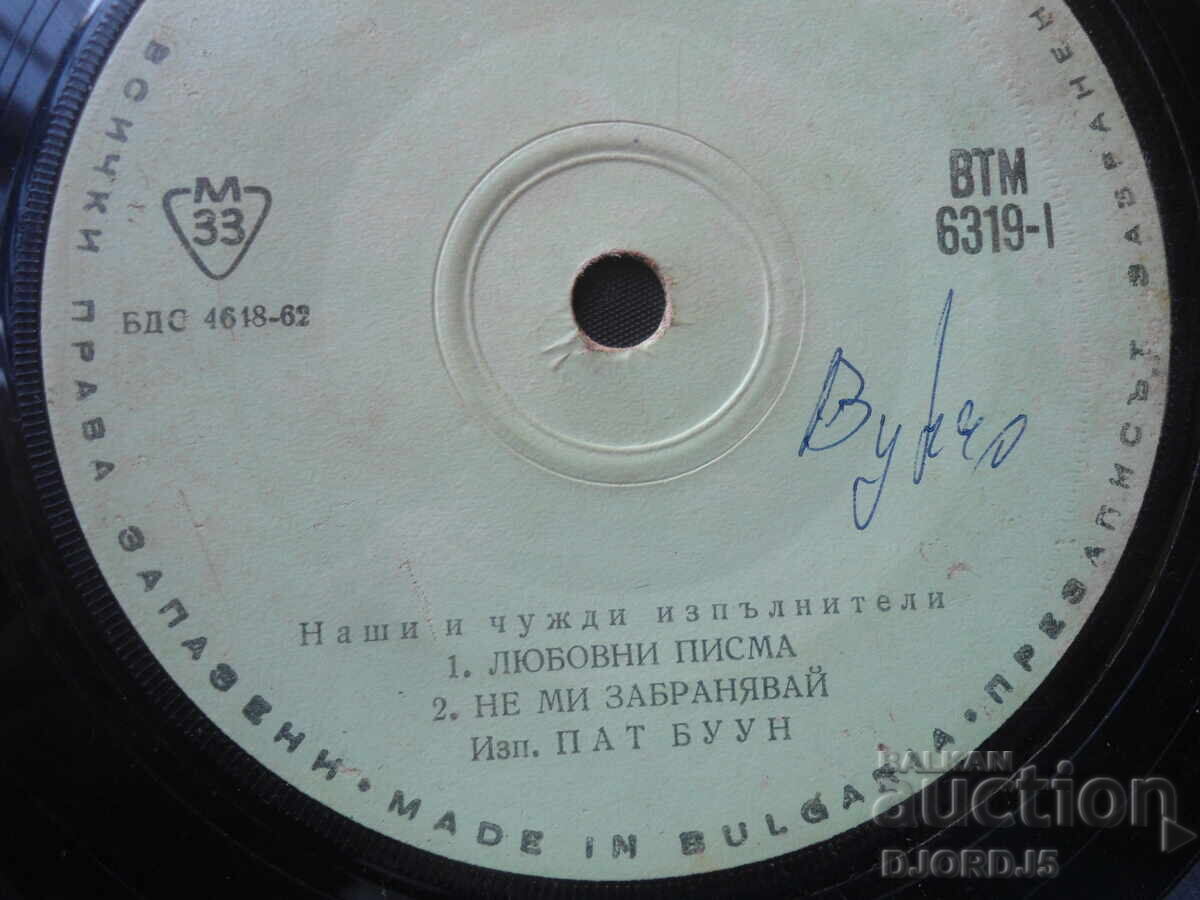 ВСИЧКИ ПРАВА ЗАПАЗЕНИ • MADE IN BULGARIA • ПРЕЗАПИСЪТ ЗАБРАНЕН
М
33
БДС 4618-62
ВТМ
6319-I
Наши и чужди изпълнители
1. ЛЮБОВНИ ПИСМА
2. НЕ МИ ЗАБРАНЯВАЙ
Изп. ПАТ БУУН
BALKAN
auction
DJORDJ5